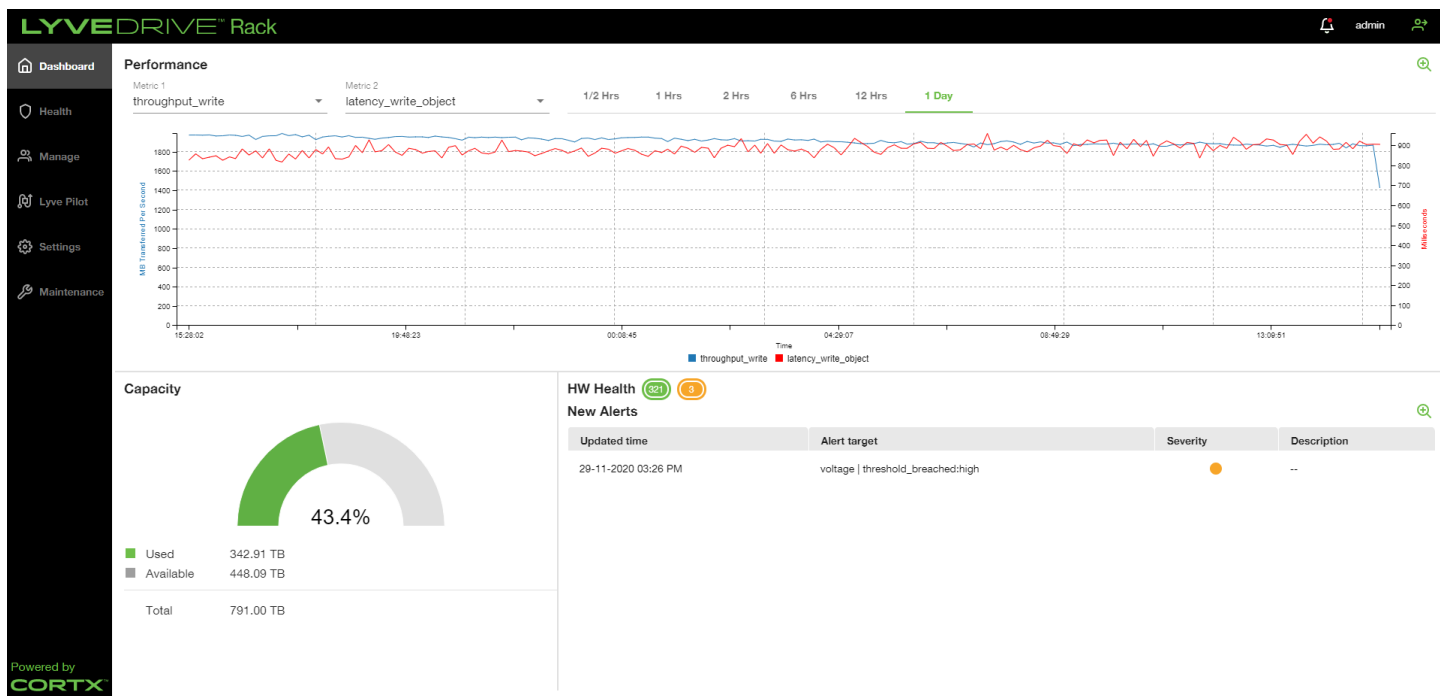 LYVEDRIVE™ Rack
admin
Dashboard
Health
Manage
Lyve Pilot
Settings
Maintenance
Powered by
CORTX™
Performance
Metric 1
throughput_write
Metric 2
latency_write_object
1/2 Hrs
1 Hrs
2 Hrs
6 Hrs
12 Hrs
1 Day
MB Transferred Per Second
1800
1600
1400
1200
1000
800
600
400
200
0
900
800
700
600
500
400
300
200
100
0
Milliseconds
15:28:02
19:48:23
00:08:45
04:29:07
08:49:29
13:09:51
Time
throughput_write
latency_write_object
Capacity
43.4%
Used 342.91 TB
Available 448.09 TB
Total 791.00 TB
HW Health 321 3
New Alerts
Updated time Alert target Severity Description
29-11-2020 03:26 PM voltage | threshold_breached:high --